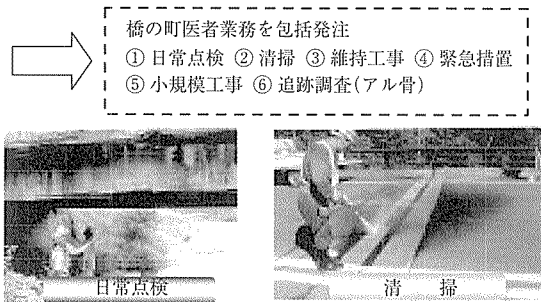 橋の町医者業務を包括発注
① 日常点検 ② 清掃 ③ 維持工事 ④ 緊急措置
⑤ 小規模工事 ⑥ 追跡調査(アル骨)
日常点検
清　掃